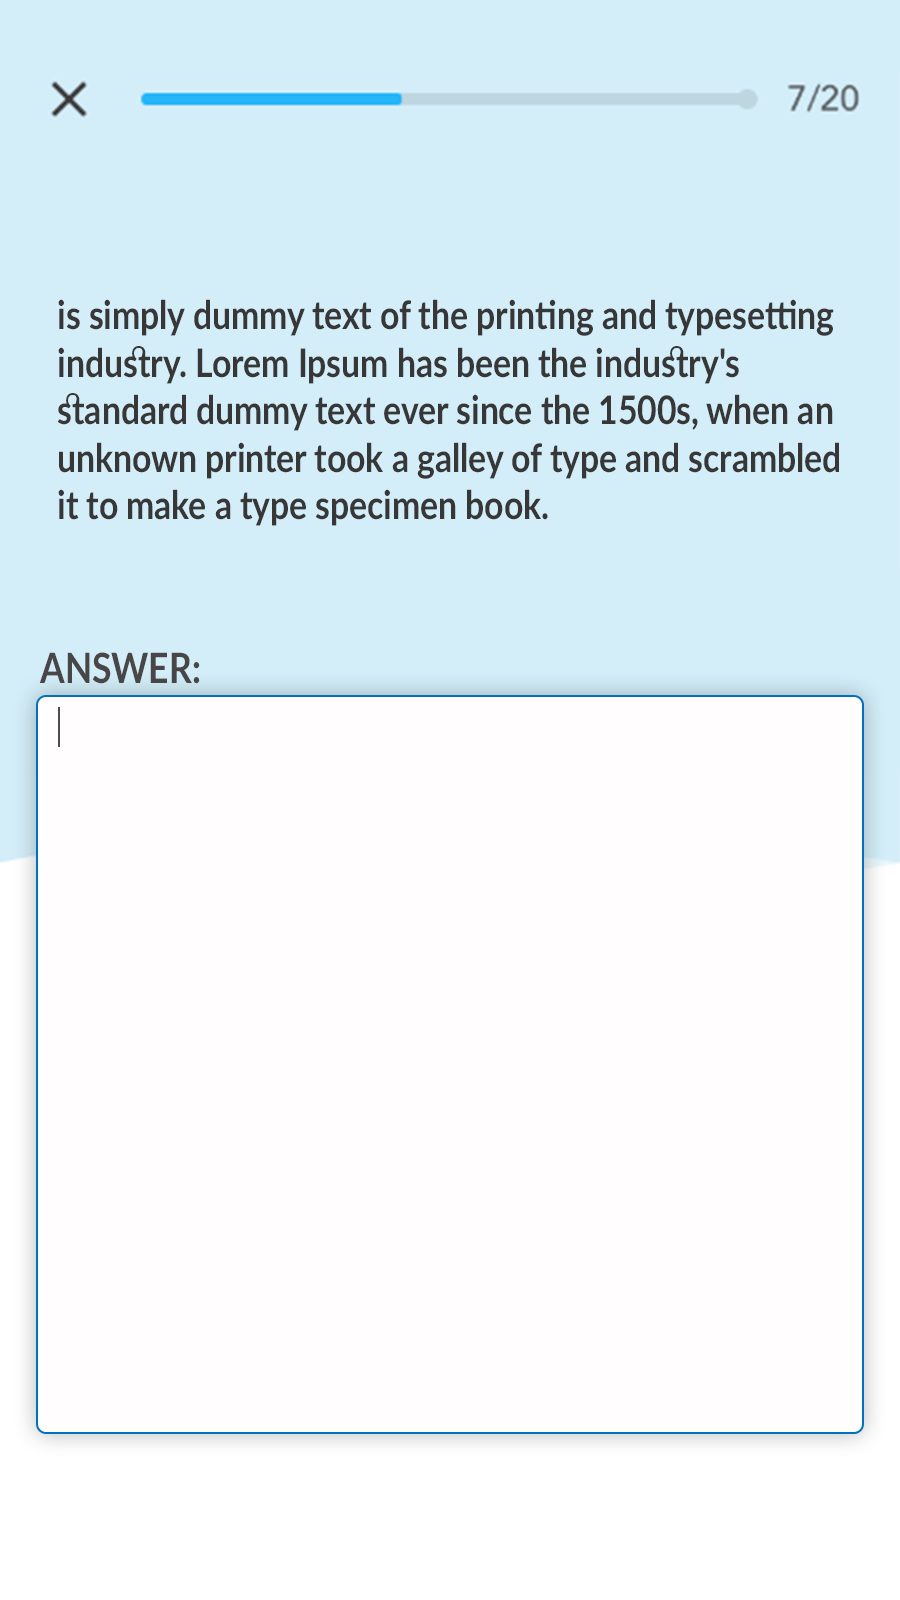 7/20
is simply dummy text of the printing and typesetting
industry. Lorem Ipsum has been the industry's
standard dummy text ever since the 1500s, when an
unknown printer took a galley of type and scrambled
it to make a type specimen book.
ANSWER: